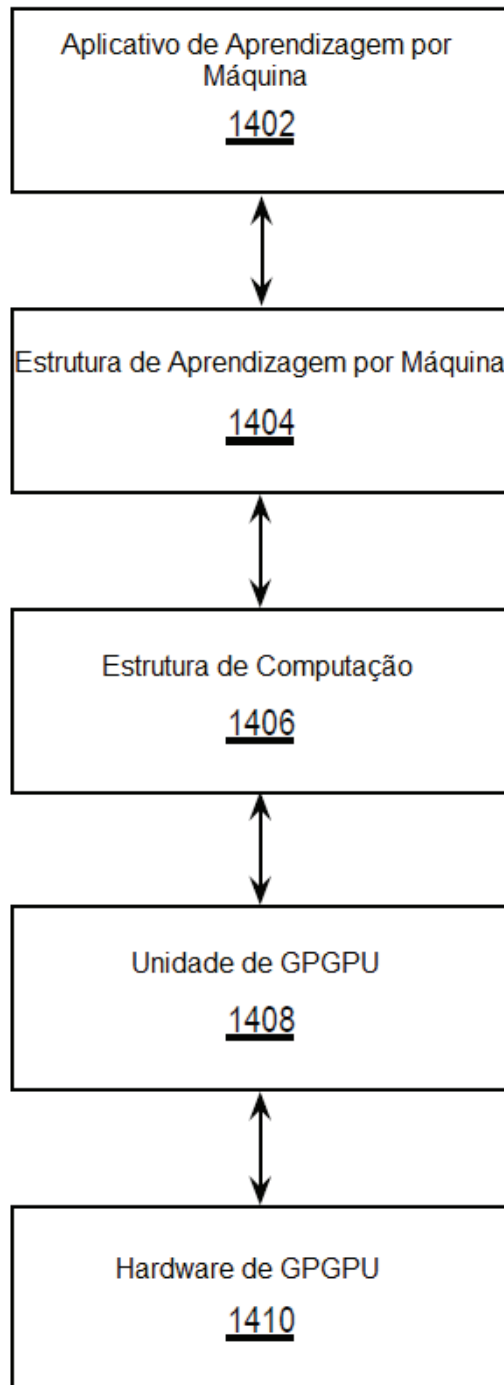 Aplicativo de Aprendizagem por
Máquina
1402
Estrutura de Aprendizagem por Máquina
1404
Estrutura de Computação
1406
Unidade de GPGPU
1408
Hardware de GPGPU
1410